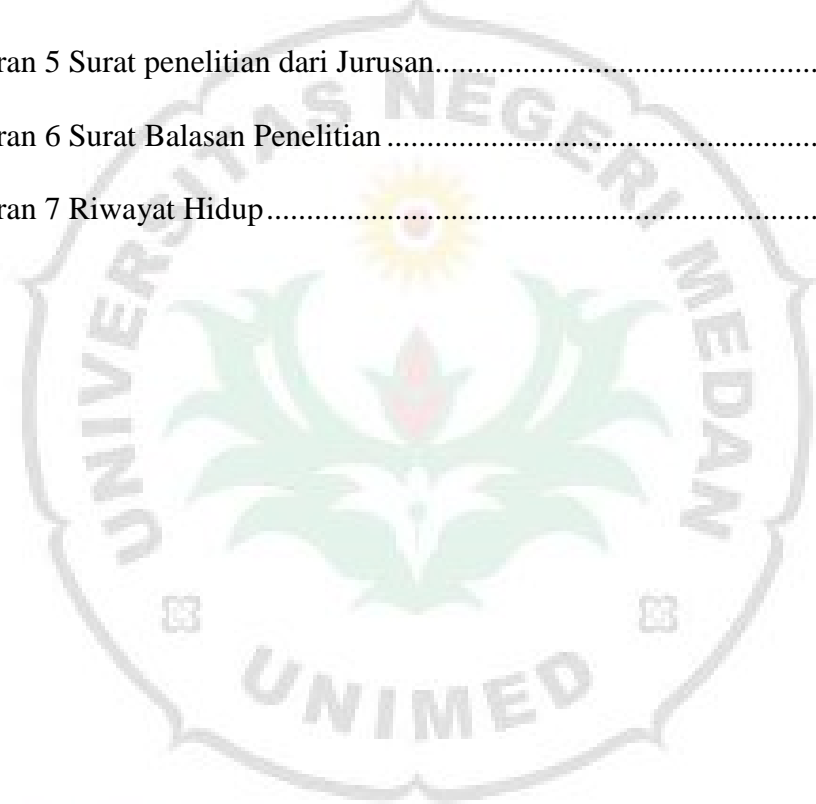 ran 5 Surat penelitian dari Jurusan............................................
ran 6 Surat Balasan Penelitian ..................................................
ran 7 Riwayat Hidup................................................................
UNIVERSITAS NEGERI MEDAN
UNIMED